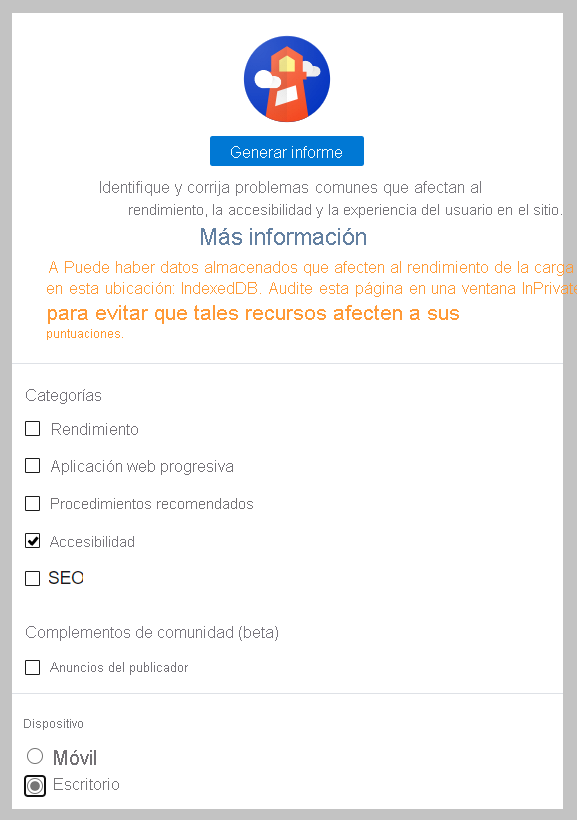 Generar informe
Identifique y corrija problemas comunes que afectan al
rendimiento, la accesibilidad y la experiencia del usuario en el sitio.
Más información
A Puede haber datos almacenados que afecten al rendimiento de la carga
en esta ubicación: IndexedDB. Audite esta página en una ventana InPrivate
para evitar que tales recursos afecten a sus
puntuaciones.
Categorías
Rendimiento
Aplicación web progresiva
Procedimientos recomendados
Accesibilidad
SEO
Complementos de comunidad (beta)
Anuncios del publicador
Dispositivo
Móvil
Escritorio